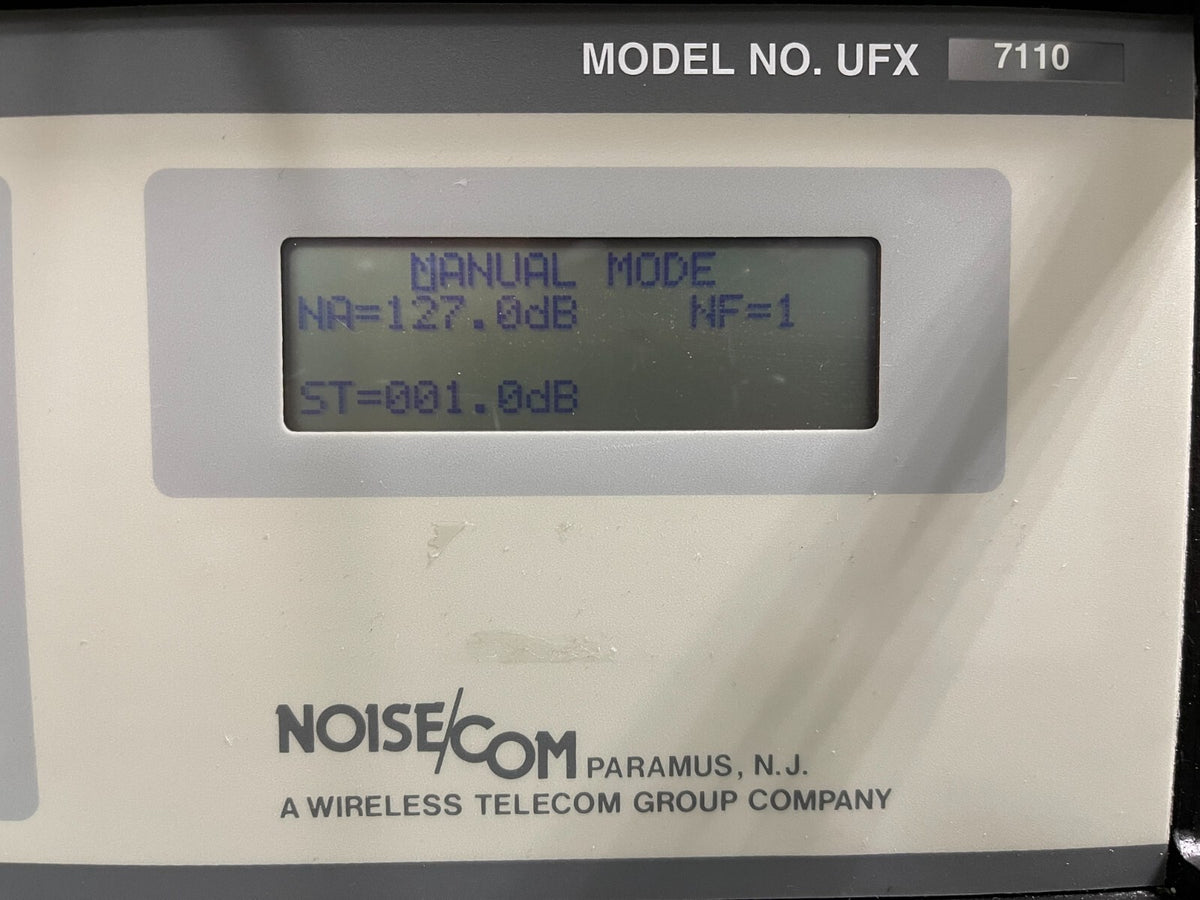 MODEL NO. UFX 7110
MANUAL MODE
NA=127.0dB NF=1
ST=001.0dB
NOISE/COM PARAMUS, N.J.
A WIRELESS TELECOM GROUP COMPANY